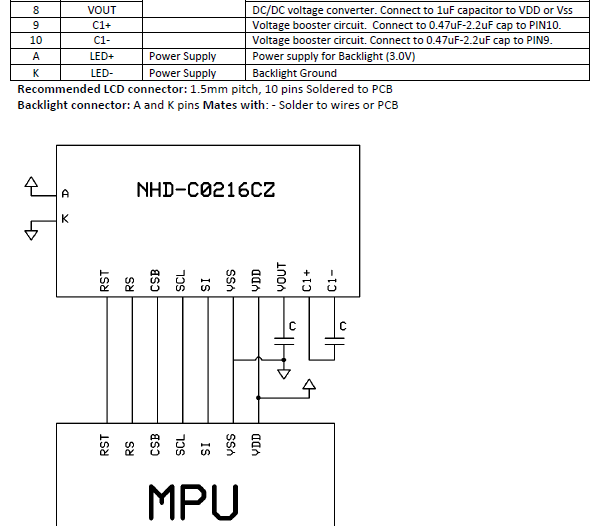 8 VOUT DC/DC voltage converter. Connect to 1uF capacitor to VDD or Vss
9 C1+ Voltage booster circuit.  Connect to 0.47uF-2.2uF cap to PIN10.
10 C1- Voltage booster circuit. Connect to 0.47uF-2.2uF cap to PIN9.
A LED+ Power Supply Power supply for Backlight (3.0V)
K LED- Power Supply Backlight Ground
Recommended LCD connector: 1.5mm pitch, 10 pins Soldered to PCB
Backlight connector: A and K pins Mates with: - Solder to wires or PCB
NHD-C0216CZ
A
K
RST RS CSB SCL SI VSS VDD VOUT C1+ C1-
C C
RST RS CSB SCL SI VSS VDD
MPU